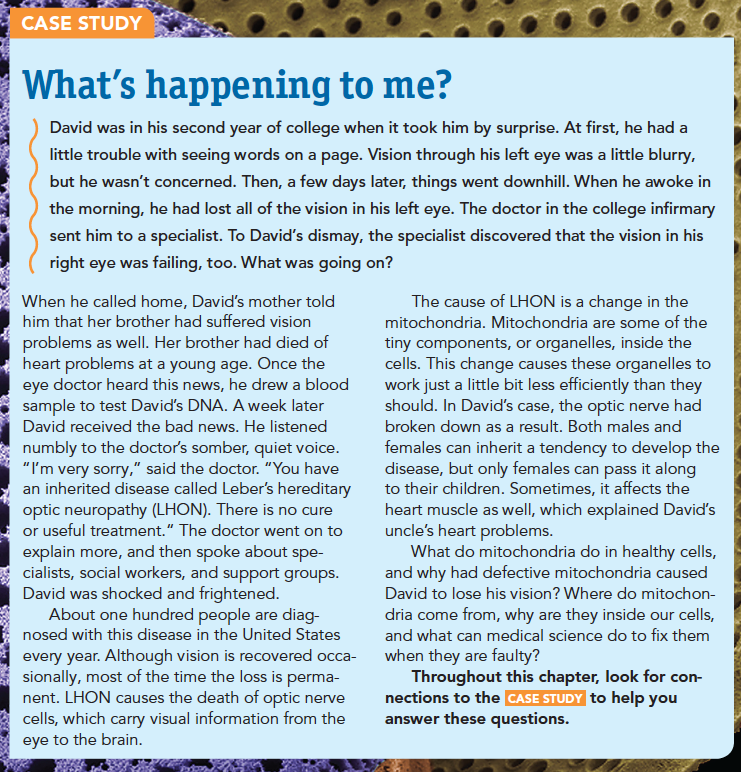 CASE STUDY
What's happening to me?
David was in his second year of college when it took him by surprise. At first, he had a
little trouble with seeing words on a page. Vision through his left eye was a little blurry,
but he wasn't concerned. Then, a few days later, things went downhill. When he awoke in
the morning, he had lost all of the vision in his left eye. The doctor in the college infirmary
sent him to a specialist. To David's dismay, the specialist discovered that the vision in his
right eye was failing, too. What was going on?
When he called home, David's mother told
him that her brother had suffered vision
problems as well. Her brother had died of
heart problems at a young age. Once the
eye doctor heard this news, he drew a blood
sample to test David's DNA. A week later
David received the bad news. He listened
numbly to the doctor's somber, quiet voice.
"I'm very sorry," said the doctor. "You have
an inherited disease called Leber's hereditary
optic neuropathy (LHON). There is no cure
or useful treatment." The doctor went on to
explain more, and then spoke about spe-
cialists, social workers, and support groups.
David was shocked and frightened.
About one hundred people are diag-
nosed with this disease in the United States
every year. Although vision is recovered occa-
sionally, most of the time the loss is perma-
nent. LHON causes the death of optic nerve
cells, which carry visual information from the
eye to the brain.
The cause of LHON is a change in the
mitochondria. Mitochondria are some of the
tiny components, or organelles, inside the
cells. This change causes these organelles to
work just a little bit less efficiently than they
should. In David's case, the optic nerve had
broken down as a result. Both males and
females can inherit a tendency to develop the
disease, but only females can pass it along
to their children. Sometimes, it affects the
heart muscle as well, which explained David's
uncle's heart problems.
What do mitochondria do in healthy cells,
and why had defective mitochondria caused
David to lose his vision? Where do mitochon-
dria come from, why are they inside our cells,
and what can medical science do to fix them
when they are faulty?
Throughout this chapter, look for con-
nections to the CASE STUDY to help you
answer these questions.